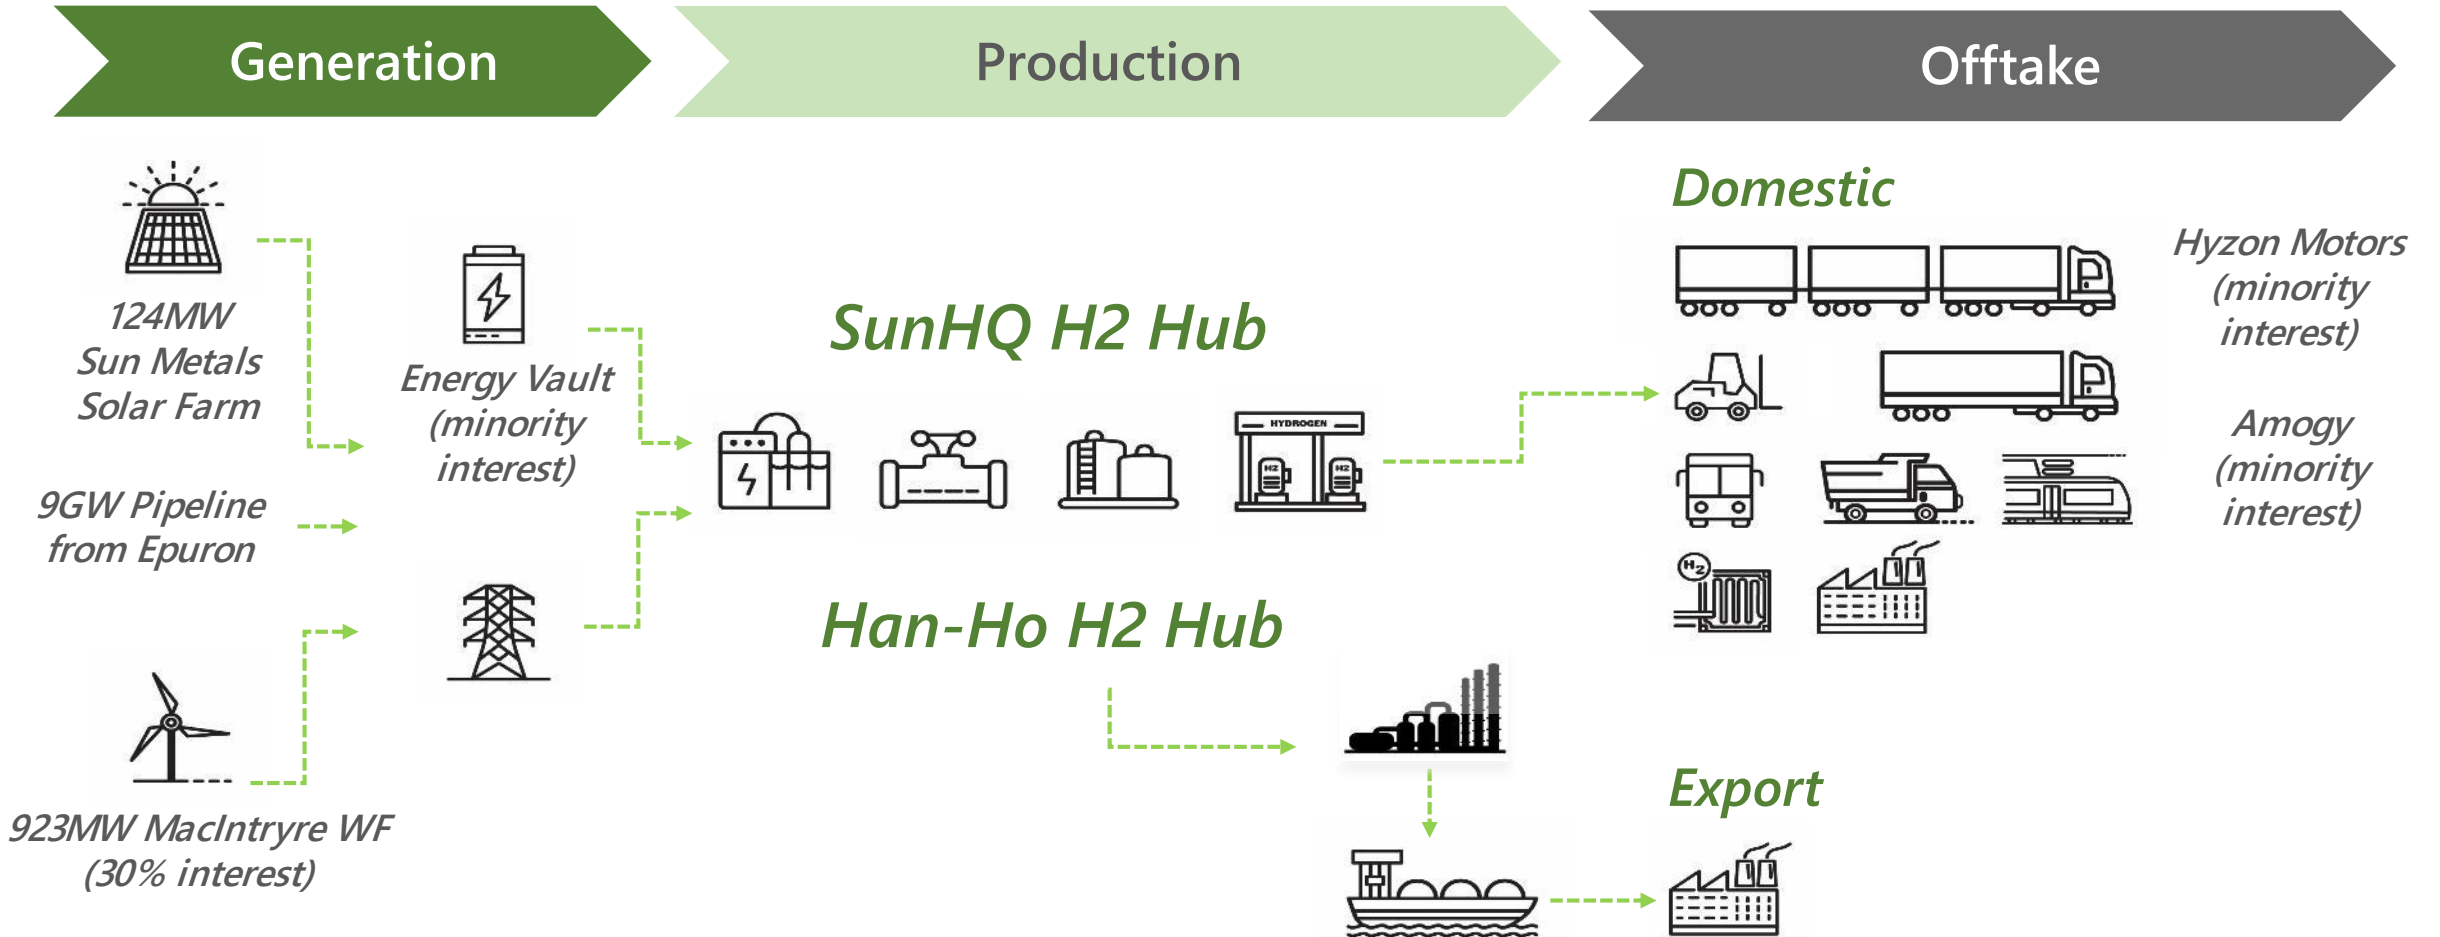 Generation
Production
Offtake
124MW
Sun Metals
Solar Farm
9GW Pipeline
from Epuron
923MW MacIntryre WF
(30% interest)
Energy Vault
(minority
interest)
SunHQ H2 Hub
HYDROGEN
H2
H2
Han-Ho H2 Hub
Domestic
Hyzon Motors
(minority
interest)
Amogy
(minority
interest)
H2
Export